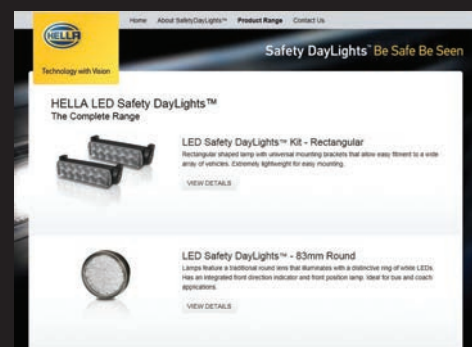 Home About SafetyDayLights™ Product Range Contact Us
HELLA
Technology with Vision
Safety DayLights™ Be Safe Be Seen
HELLA LED Safety DayLights™
The Complete Range
LED Safety DayLights™ Kit - Rectangular
Rectangular shaped lamp with universal mounting brackets that allow easy fitment to a wide
array of vehicles. Extremely lightweight for easy mounting.
VIEW DETAILS
LED Safety DayLights™ - 83mm Round
Lamps feature a traditional round lens that illuminates with a distinctive ring of white LEDs.
Has an integrated front direction indicator and front position lamp. Ideal for bus and coach
applications.
VIEW DETAILS